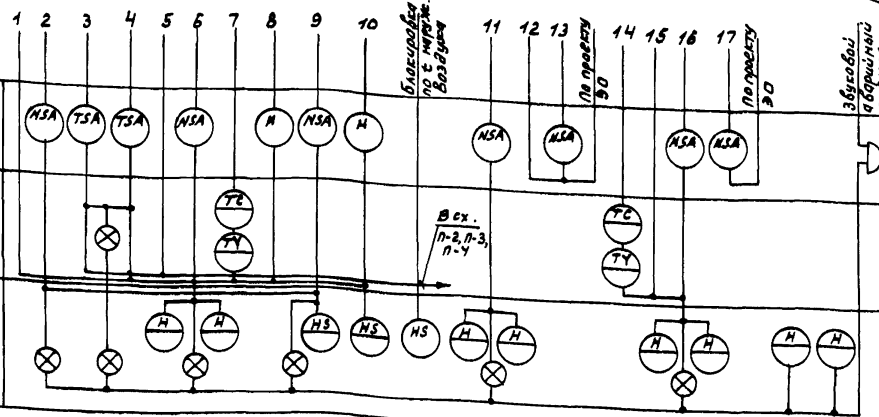 1 2 3 4 5 6 7 8 9 10
блокировка
по t наруж.
воздуха
11 12 13
по проекту
ЭО
14 15 16 17
по проекту
ЭО
звуковой
аварийный
NSA TSA TSA NSA H NSA H NSA NSA NSA NSA
TC
TY
В сх.
П-2, П-3,
П-4
TC
TY
H H HS HS HS H H H H H H